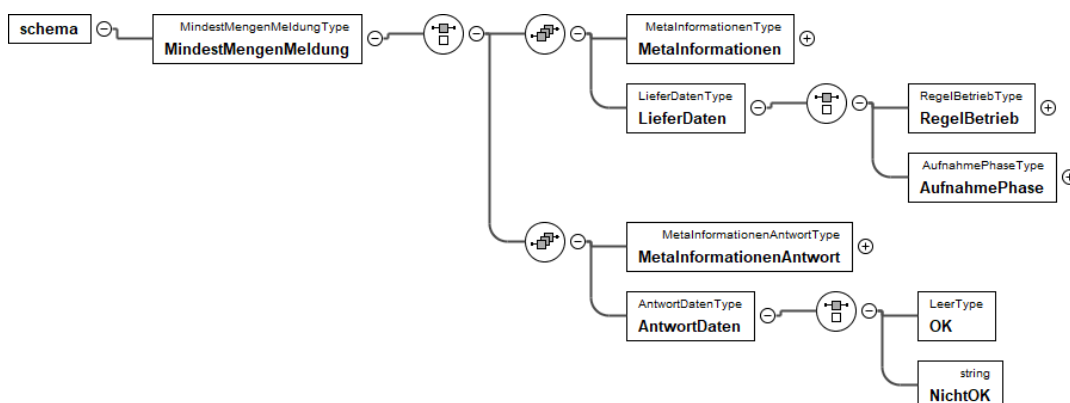 schema
MindestMengenMeldungType
MindestMengenMeldung
MetaInformationenType
MetaInformationen
LieferDatenType
LieferDaten
RegelBetriebType
RegelBetrieb
AufnahmePhaseType
AufnahmePhase
MetaInformationenAntwortType
MetaInformationenAntwort
AntwortDatenType
AntwortDaten
LeerType
OK
string
NichtOK